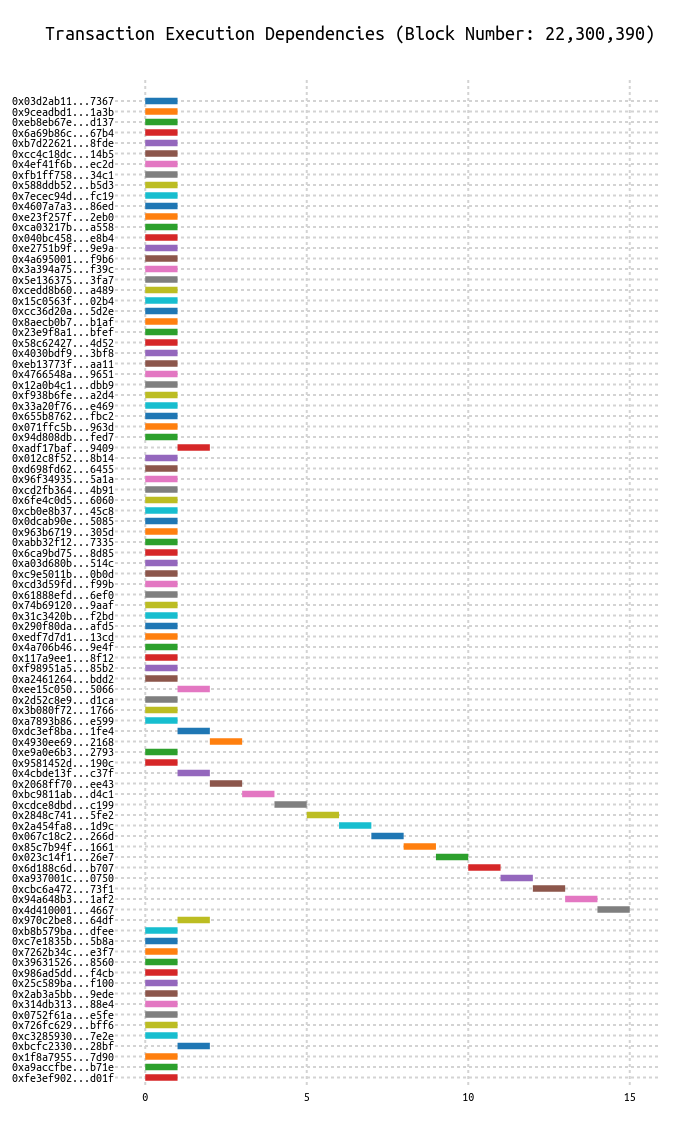 Transaction Execution Dependencies (Block Number: 22,300,390)
0x03d2ab11...7367
0x9ceadbd1...1a3b
0xeb8eb67e...d137
0x6a69b86c...67b4
0xb7d22621...8fde
0xcc4c18dc...14b5
0x4ef41f6b...ec2d
0xfb1ff758...34c1
0x588ddb52...b5d3
0x7ecec94d...fc19
0x4607a7a3...86ed
0xe23f257f...2eb0
0xca03217b...a558
0x040bc458...e8b4
0xe2751b9f...9e9a
0x4a695001...f9b6
0x3a394a75...f39c
0x5e136375...3fa7
0xcedd8b60...a489
0x15c0563f...02b4
0xcc36d20a...5d2e
0x8aecb0b7...b1af
0x23e9f8a1...bfef
0x58c62427...4d52
0x4030bdf9...3bf8
0xeb13773f...aa11
0x4766548a...9651
0x12a0b4c1...dbb9
0xf938b6fe...a2d4
0x33a20f76...e469
0x655b8762...fbc2
0x071ffc5b...963d
0x94d808db...fed7
0xadf17baf...9409
0x012c8f52...8b14
0xd698fd62...6455
0x96f34935...5a1a
0xcd2fb364...4b91
0x6fe4c0d5...6060
0xcb0e8b37...45c8
0x0dcab90e...5085
0x963b6719...305d
0xabb32f12...7335
0x6ca9bd75...8d85
0xa03d680b...514c
0xc9e5011b...0b0d
0xcd3d59fd...f99b
0x61888efd...6ef0
0x74b69120...9aaf
0x31c3420b...f2bd
0x290f80da...afd5
0xedf7d7d1...13cd
0x4a706b46...9e4f
0x117a9ee1...8f12
0xf98951a5...85b2
0xa2461264...bdd2
0xee15c050...5066
0x2d52c8e9...d1ca
0x3b080f72...1766
0xa7893b86...e599
0xdc3ef8ba...1fe4
0x4930ee69...2168
0xe9a0e6b3...2793
0x9581452d...190c
0x4cbde13f...c37f
0x2068ff70...ee43
0xbc9811ab...d4c1
0xcdce8dbd...c199
0x2848c741...5fe2
0x2a454fa8...1d9c
0x067c18c2...266d
0x85c7b94f...1661
0x023c14f1...26e7
0x6d188c6d...b707
0xa937001c...0750
0xcbc6a472...73f1
0x94a648b3...1af2
0x4d410001...4667
0x970c2be8...64df
0xb8b579ba...dfee
0xc7e1835b...5b8a
0x7262b34c...e3f7
0x39631526...8560
0x986ad5dd...f4cb
0x25c589ba...f100
0x2ab3a5bb...9ede
0x314db313...88e4
0x0752f61a...e5fe
0x726fc629...bff6
0xc3285930...7e2e
0xbcfc2330...28bf
0x1f8a7955...7d90
0xa9accfbe...b71e
0xfe3ef902...d01f
0 5 10 15